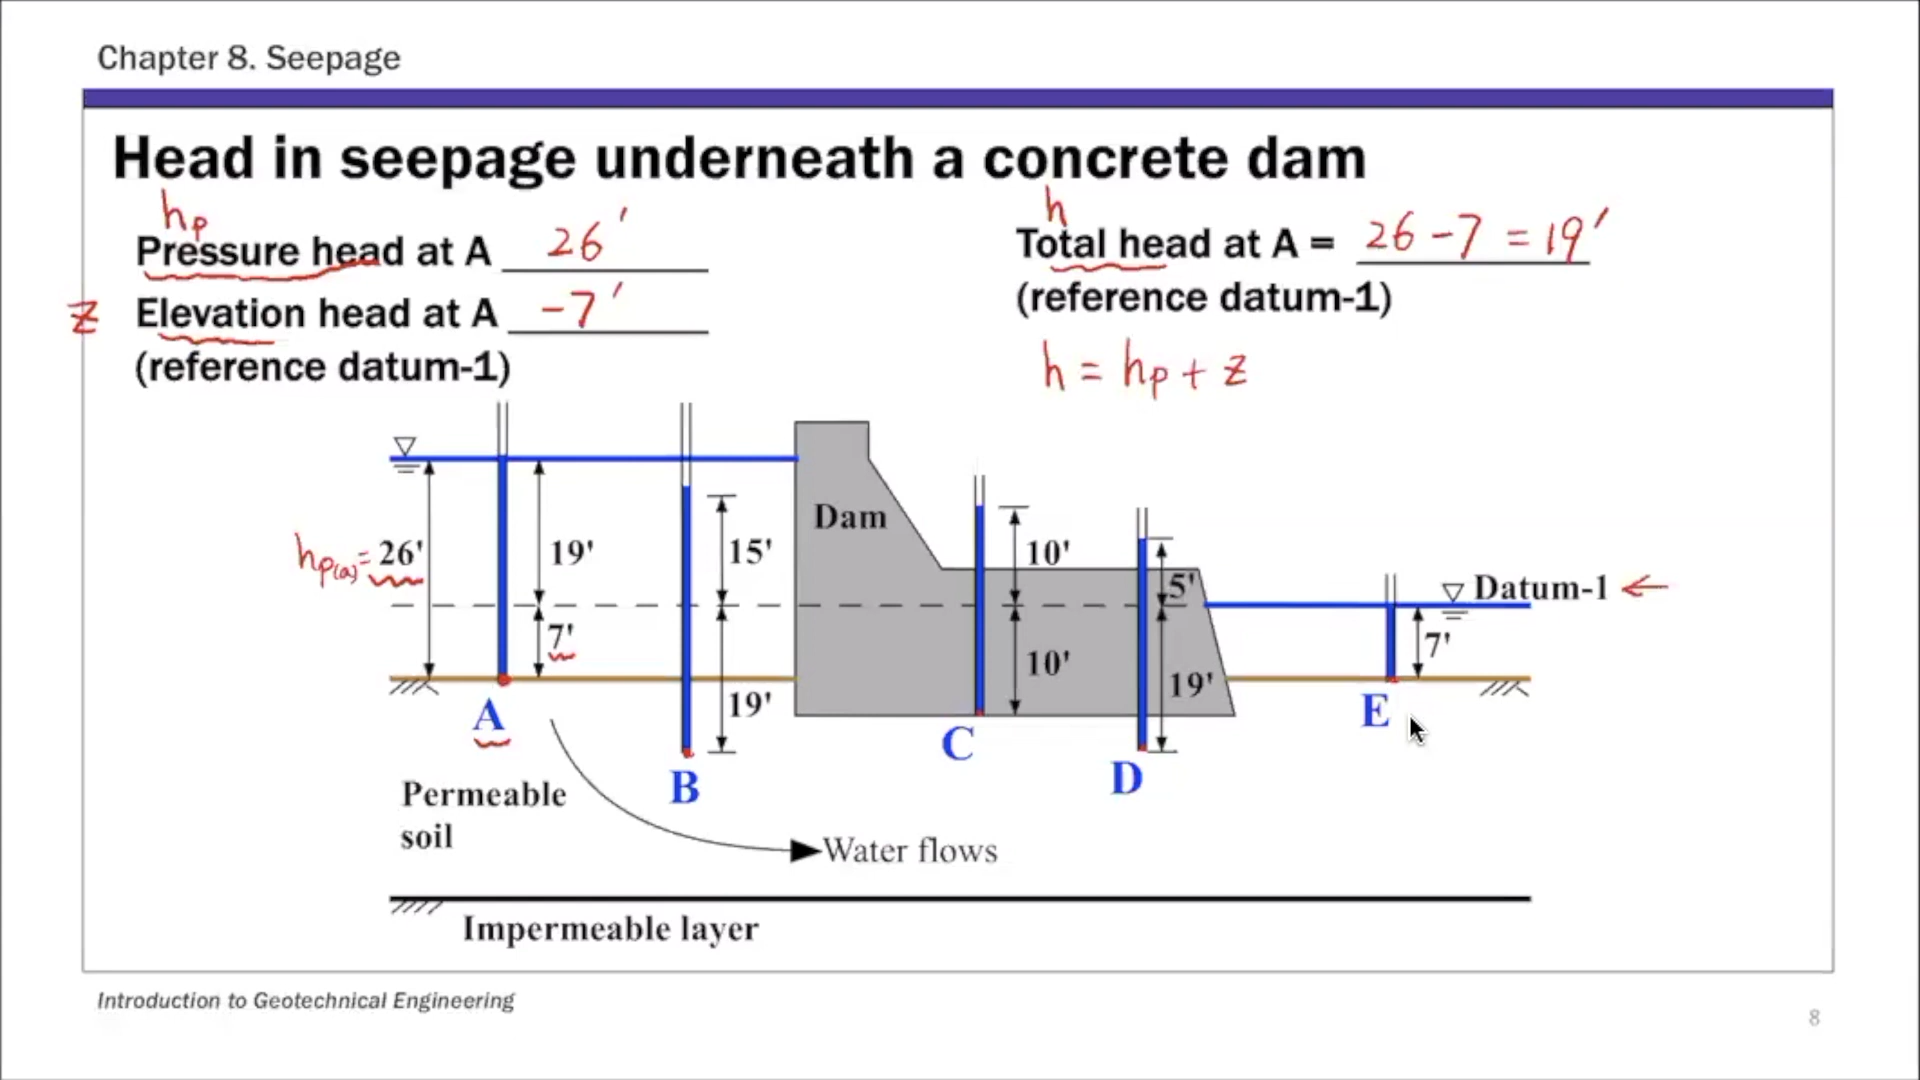 Chapter 8. Seepage
Head in seepage underneath a concrete dam
hp
Pressure head at A 26'
z Elevation head at A -7'
(reference datum-1)
h
Total head at A = 26 -7 = 19'
(reference datum-1)
h = hp + z
Dam
hp(a)= 26'
19'
15'
10'
5'
Datum-1
7'
19'
10'
19'
7'
A
B
C
D
E
Permeable
soil
Water flows
Impermeable layer
Introduction to Geotechnical Engineering
8